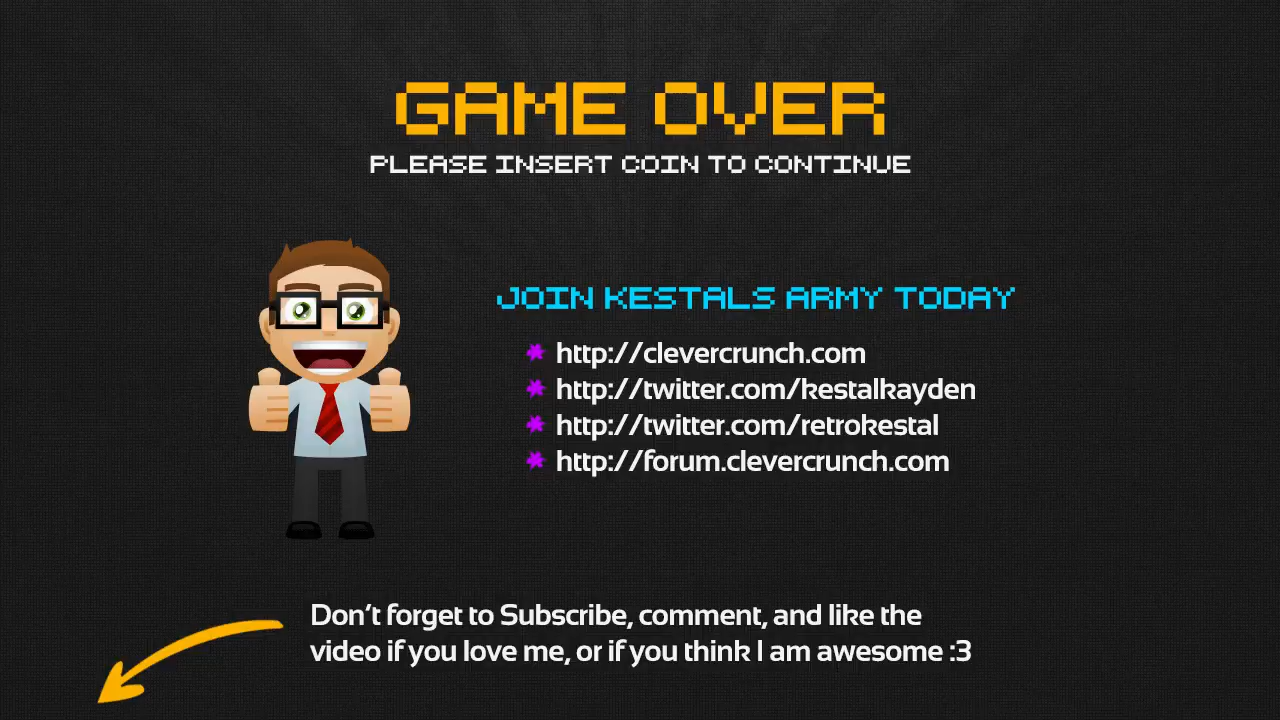 GAME OVER
PLEASE INSERT COIN TO CONTINUE
JOIN KESTALS ARMY TODAY
http://clevercrunch.com
http://twitter.com/kestalkayden
http://twitter.com/retrokestal
http://forum.clevercrunch.com
Don't forget to Subscribe, comment, and like the
video if you love me, or if you think I am awesome :3